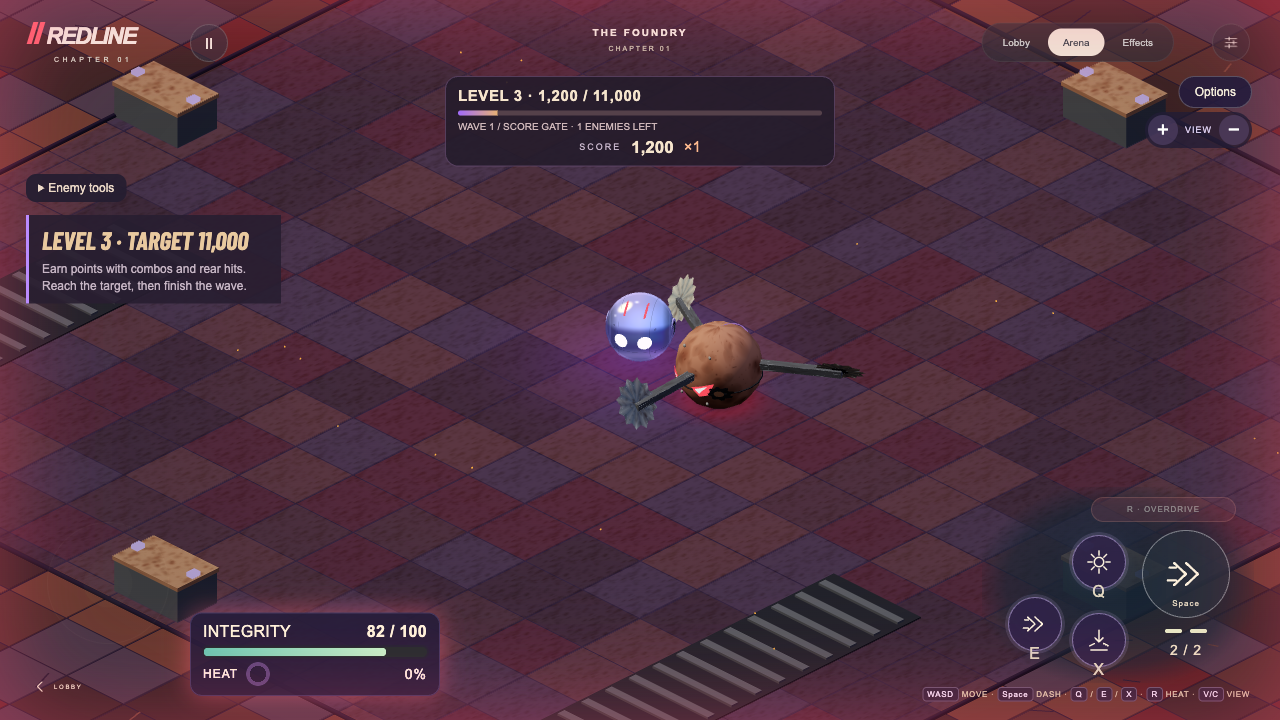 REDLINE
CHAPTER 01
THE FOUNDRY
CHAPTER 01
Lobby
Arena
Effects
Options
+ VIEW −
LEVEL 3 · 1,200 / 11,000
WAVE 1 / SCORE GATE · 1 ENEMIES LEFT
SCORE 1,200 ×1
Enemy tools
LEVEL 3 · TARGET 11,000
Earn points with combos and rear hits.
Reach the target, then finish the wave.
R · OVERDRIVE
Q
Space
E
X
2 / 2
INTEGRITY 82 / 100
HEAT 0%
LOBBY
WASD MOVE · Space DASH · Q / E / X · R HEAT · V/C VIEW